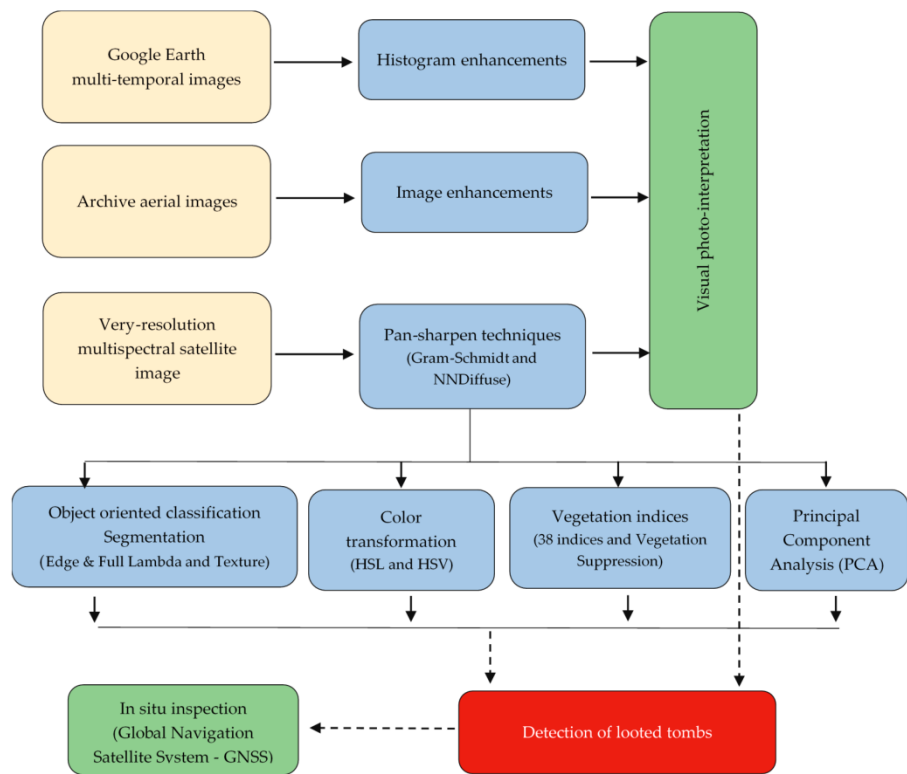 Google Earth
multi-temporal images
Histogram enhancements
Archive aerial images
Image enhancements
Visual photo-interpretation
Very-resolution
multispectral satellite
image
Pan-sharpen techniques
(Gram-Schmidt and
NNDiffuse)
Object oriented classification
Segmentation
(Edge & Full Lambda and Texture)
Color
transformation
(HSL and HSV)
Vegetation indices
(38 indices and Vegetation
Suppression)
Principal
Component
Analysis (PCA)
In situ inspection
(Global Navigation
Satellite System - GNSS)
Detection of looted tombs